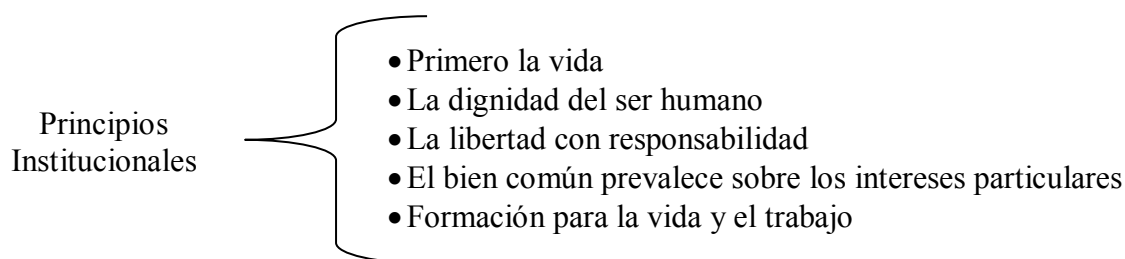 Principios
Institucionales
•Primero la vida
•La dignidad del ser humano
•La libertad con responsabilidad
•El bien común prevalece sobre los intereses particulares
•Formación para la vida y el trabajo